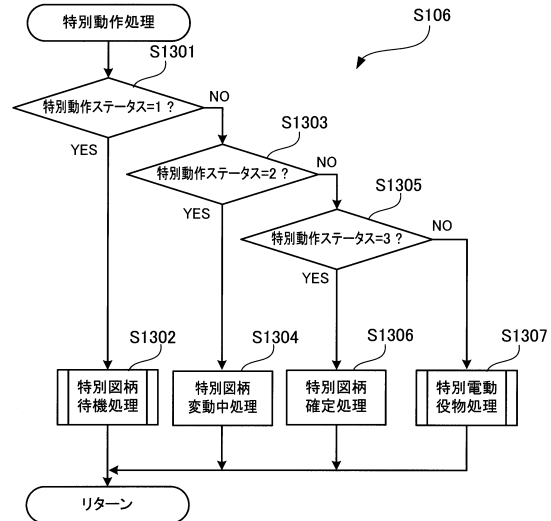 特別動作処理
S106
S1301
特別動作ステータス=1 ?
NO
YES
S1303
特別動作ステータス=2 ?
NO
YES
S1305
特別動作ステータス=3 ?
NO
YES
S1302
特別図柄
待機処理
S1304
特別図柄
変動中処理
S1306
特別図柄
確定処理
S1307
特別電動
役物処理
リターン